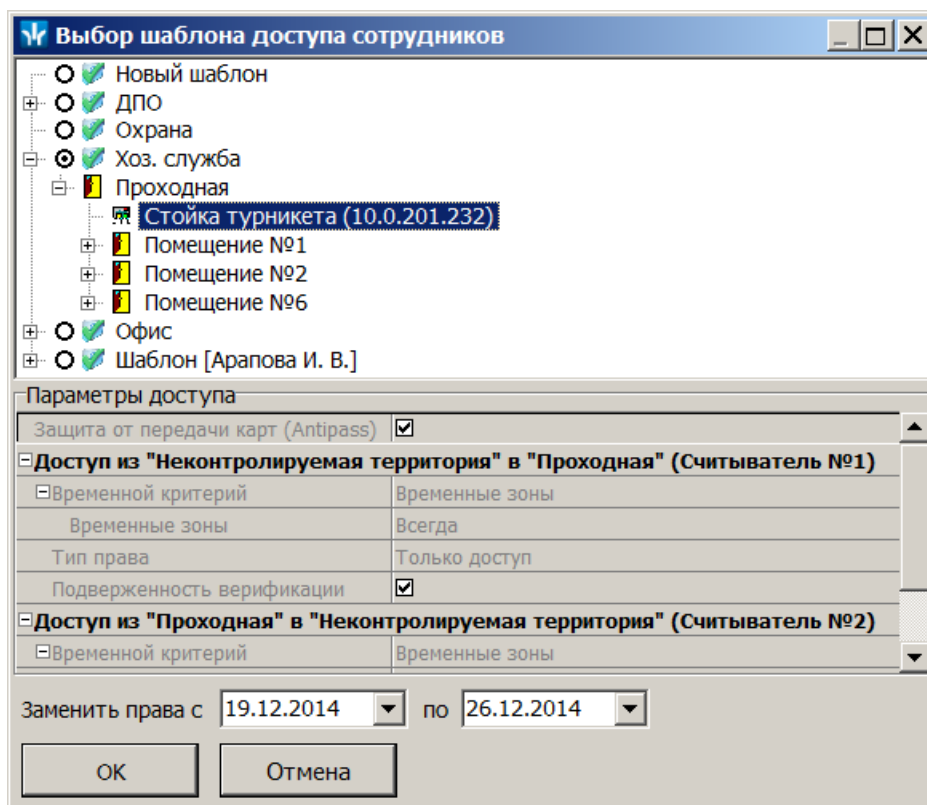 Выбор шаблона доступа сотрудников
Новый шаблон
ДПО
Охрана
Хоз. служба
Проходная
Стойка турникета (10.0.201.232)
Помещение №1
Помещение №2
Помещение №6
Офис
Шаблон [Арапова И. В.]
Параметры доступа
Защита от передачи карт (Antipass)
Доступ из "Неконтролируемая территория" в "Проходная" (Считыватель №1)
Временной критерий Временные зоны
Временные зоны Всегда
Тип права Только доступ
Подверженность верификации
Доступ из "Проходная" в "Неконтролируемая территория" (Считыватель №2)
Временной критерий Временные зоны
Заменить права с 19.12.2014 по 26.12.2014
OK Отмена